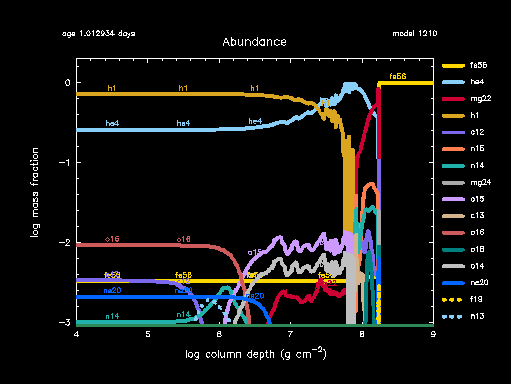 age 1.012934 days
model 1210
Abundance
log mass fraction
0
−1
−2
−3
4
5
6
7
8
9
log column depth (g cm−2)
h1
h1
h1
he4
he4
he4
fe56
o16
o16
o15
fe56
fe56
ne20
ne20
ne20
n14
n14
fe56
he4
mg22
h1
c12
n15
n14
mg24
o15
c13
o16
o18
o14
ne20
f19
n13